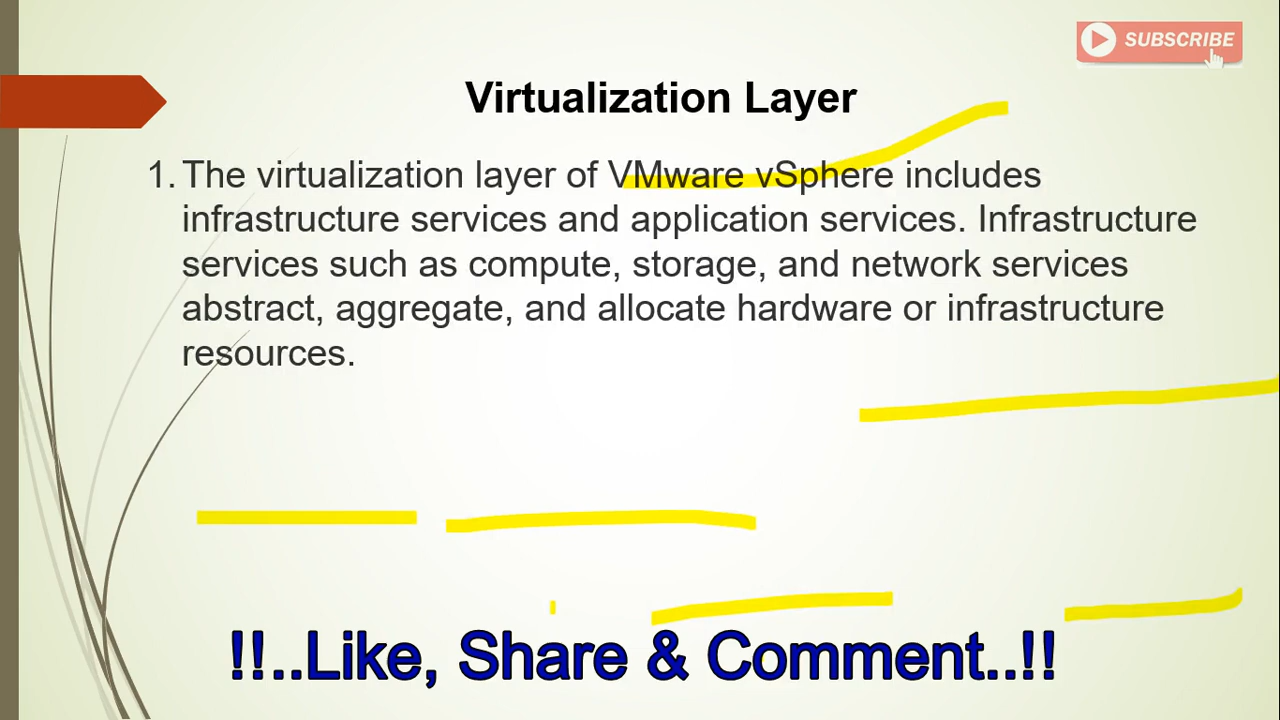 SUBSCRIBE
Virtualization Layer
1. The virtualization layer of VMware vSphere includes
infrastructure services and application services. Infrastructure
services such as compute, storage, and network services
abstract, aggregate, and allocate hardware or infrastructure
resources.
!!..Like, Share & Comment..!!